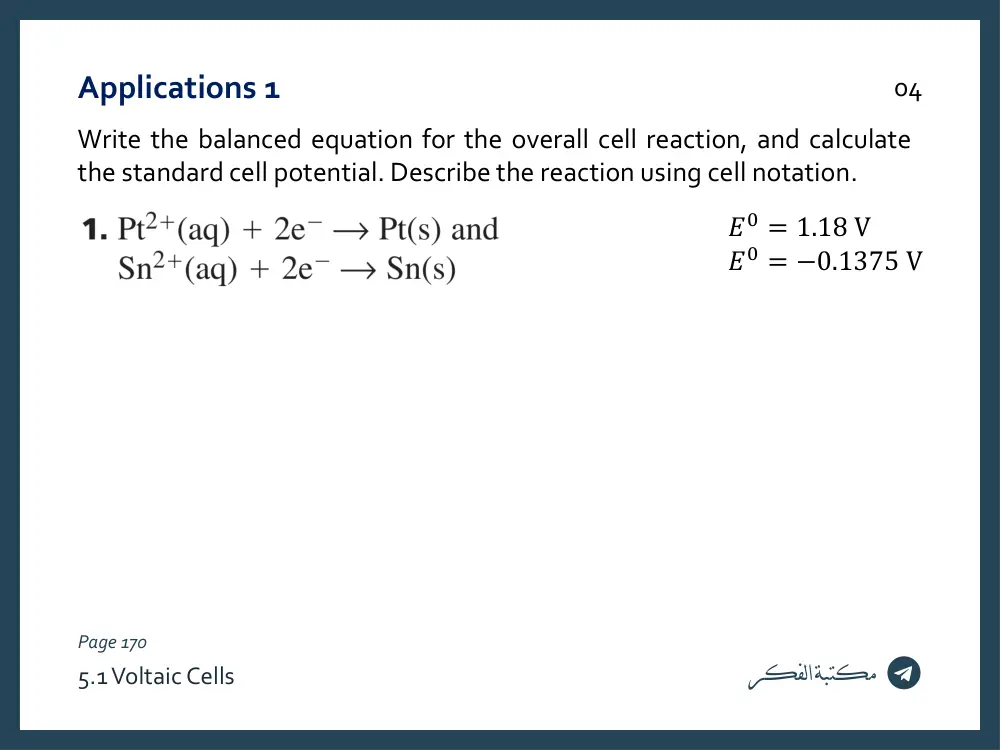 Applications 1
04
Write the balanced equation for the overall cell reaction, and calculate
the standard cell potential. Describe the reaction using cell notation.
1. Pt²⁺(aq) + 2e⁻ ⟶ Pt(s) and
E⁰ = 1.18 V
Sn²⁺(aq) + 2e⁻ ⟶ Sn(s)
E⁰ = −0.1375 V
Page 170
5.1 Voltaic Cells
مكتبة الفكر